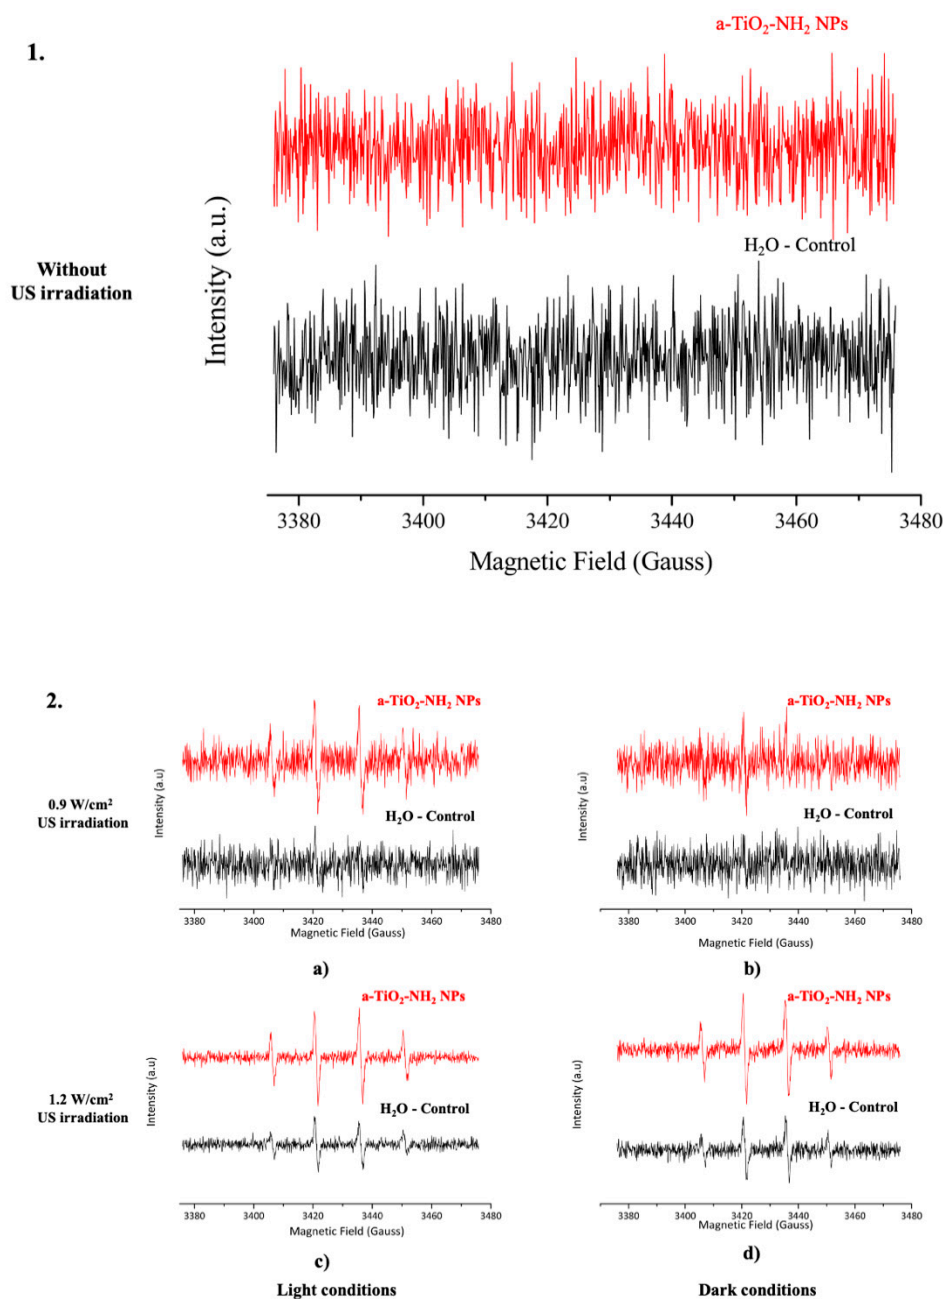 1.
a-TiO₂-NH₂ NPs
H₂O - Control
Without
US irradiation
Intensity (a.u.)
3380 3400 3420 3440 3460 3480
Magnetic Field (Gauss)
2.
0.9 W/cm²
US irradiation
a-TiO₂-NH₂ NPs
H₂O - Control
Intensity (a.u)
3380 3400 3420 3440 3460 3480
Magnetic Field (Gauss)
a)
a-TiO₂-NH₂ NPs
H₂O - Control
Intensity (a.u)
3380 3400 3420 3440 3460 3480
Magnetic Field (Gauss)
b)
1.2 W/cm²
US irradiation
a-TiO₂-NH₂ NPs
H₂O - Control
Intensity (a.u)
3380 3400 3420 3440 3460 3480
Magnetic Field (Gauss)
c)
Light conditions
a-TiO₂-NH₂ NPs
H₂O - Control
Intensity (a.u)
3380 3400 3420 3440 3460 3480
Magnetic Field (Gauss)
d)
Dark conditions